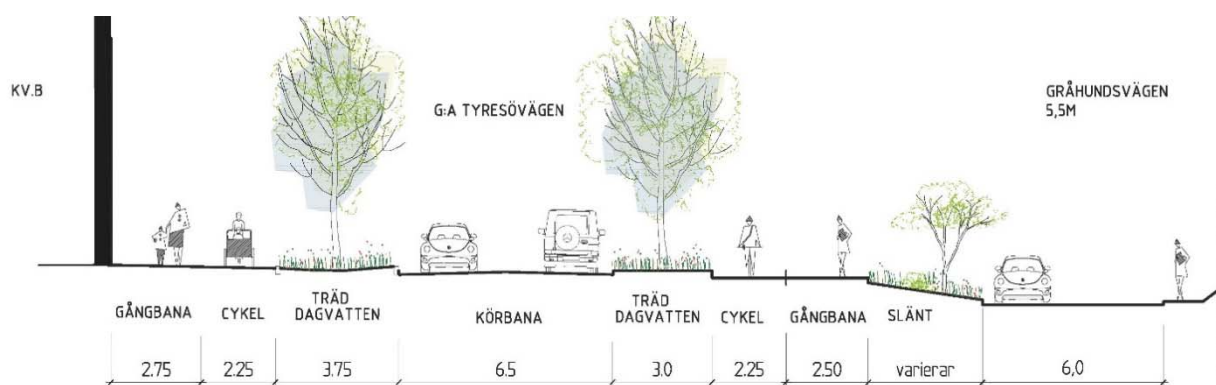 KV.B
G:A TYRESÖVÄGEN
GRÅHUNDSVÄGEN
5,5M
GÅNGBANA
CYKEL
TRÄD
DAGVATTEN
KÖRBANA
TRÄD
DAGVATTEN
CYKEL
GÅNGBANA
SLÄNT
2.75
2.25
3.75
6.5
3.0
2.25
2.50
varierar
6,0